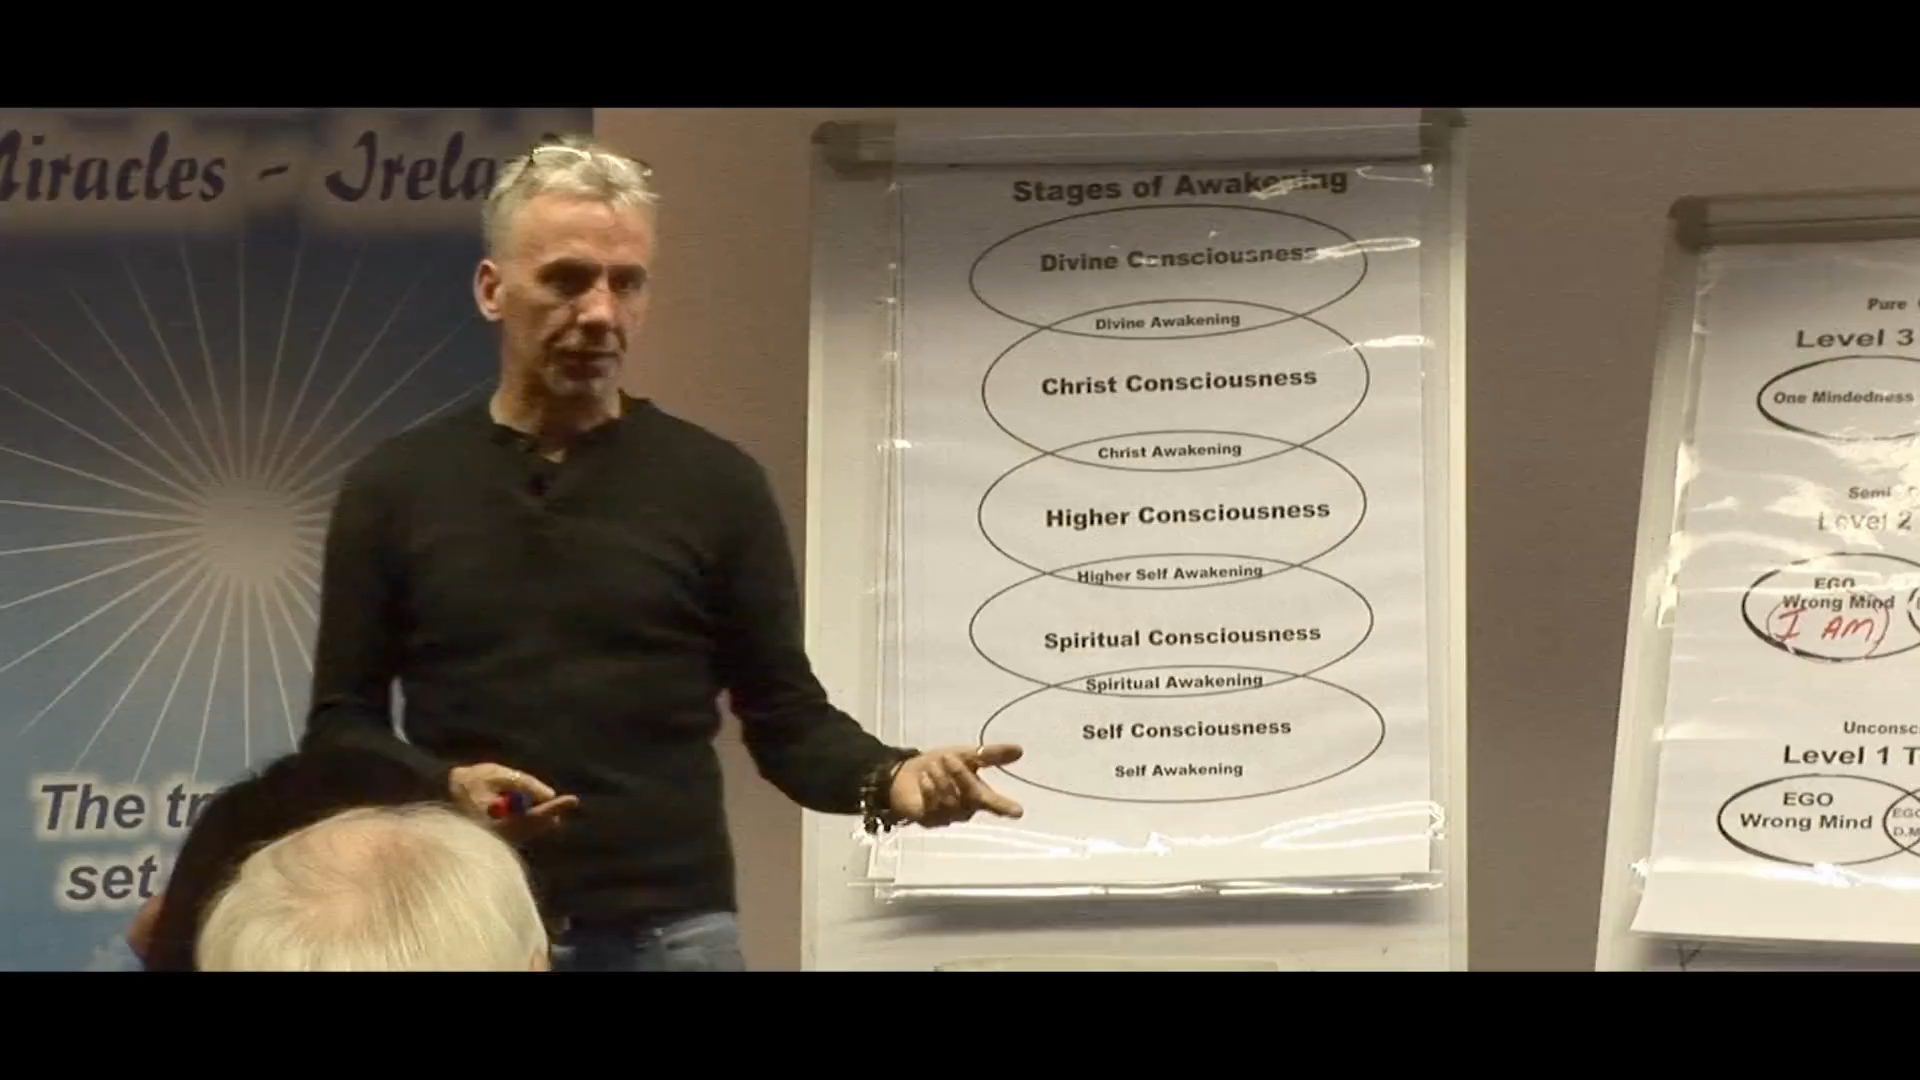 Miracles - Irela
The tr
set
Stages of Awakening
Divine Consciousness
Divine Awakening
Christ Consciousness
Christ Awakening
Higher Consciousness
Higher Self Awakening
Spiritual Consciousness
Spiritual Awakening
Self Consciousness
Self Awakening
Pure
Level 3
One Mindedness
Semi
Level 2
EGO
Wrong Mind
I AM
Unconsc
Level 1 T
EGO
Wrong Mind
EGO
D.M